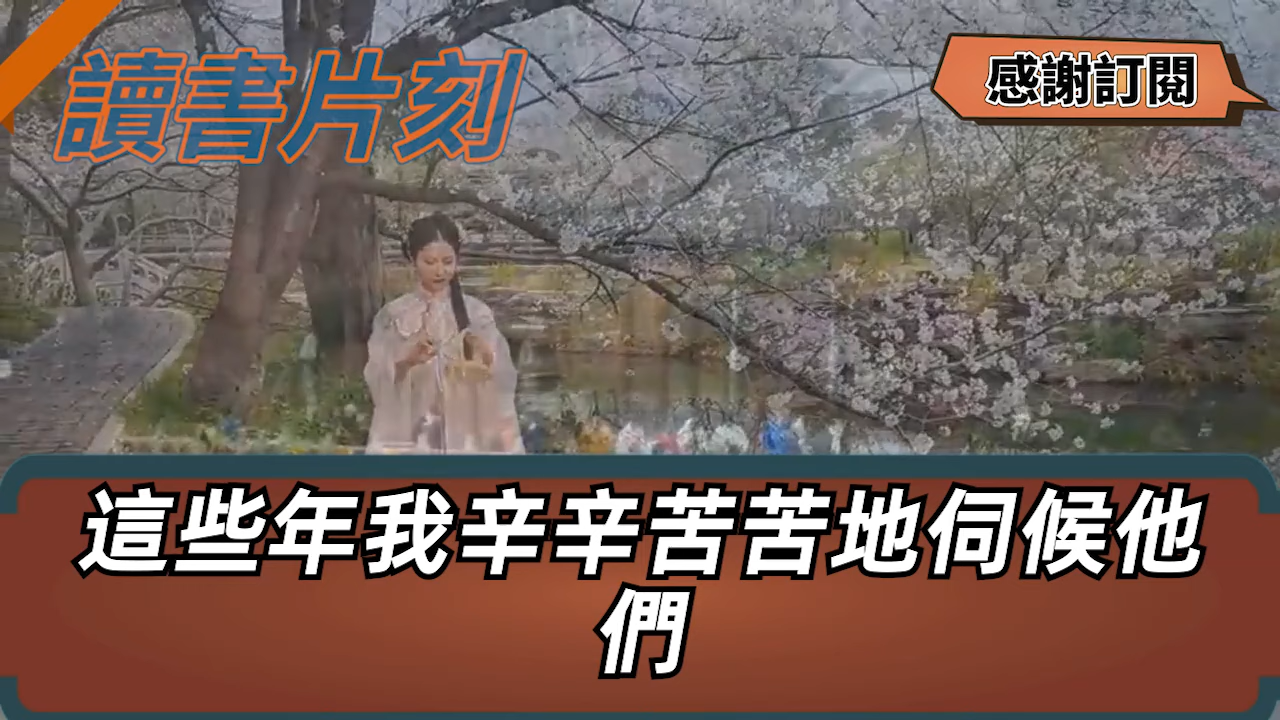 讀書片刻
感謝訂閱
這些年我辛辛苦苦地伺候他
們